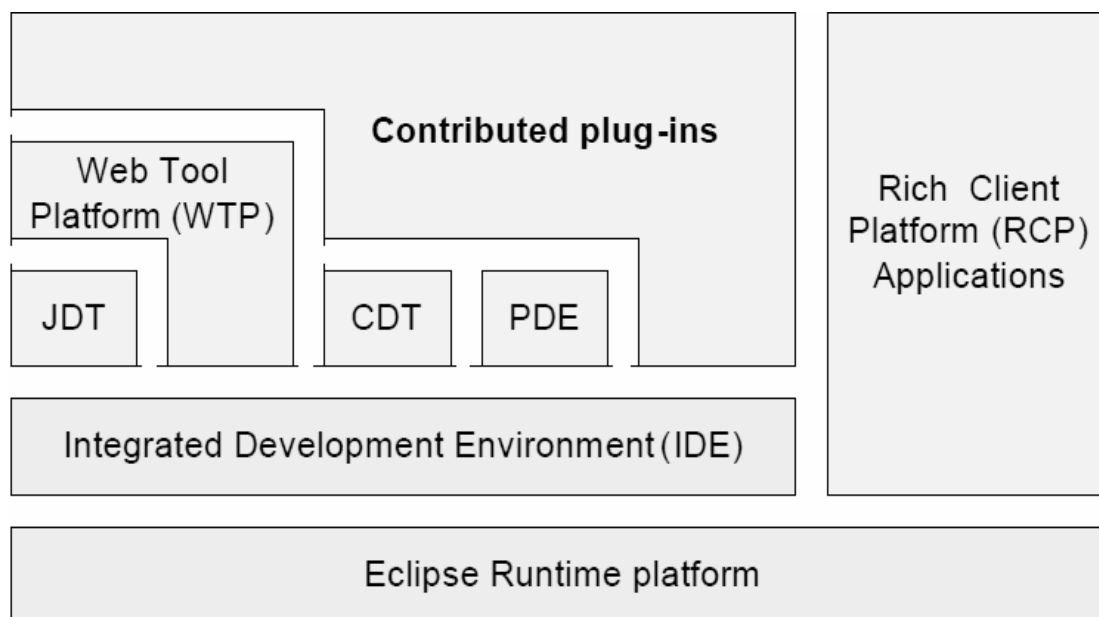 Contributed plug-ins
Web Tool
Platform (WTP)
JDT
CDT
PDE
Rich Client
Platform (RCP)
Applications
Integrated Development Environment (IDE)
Eclipse Runtime platform